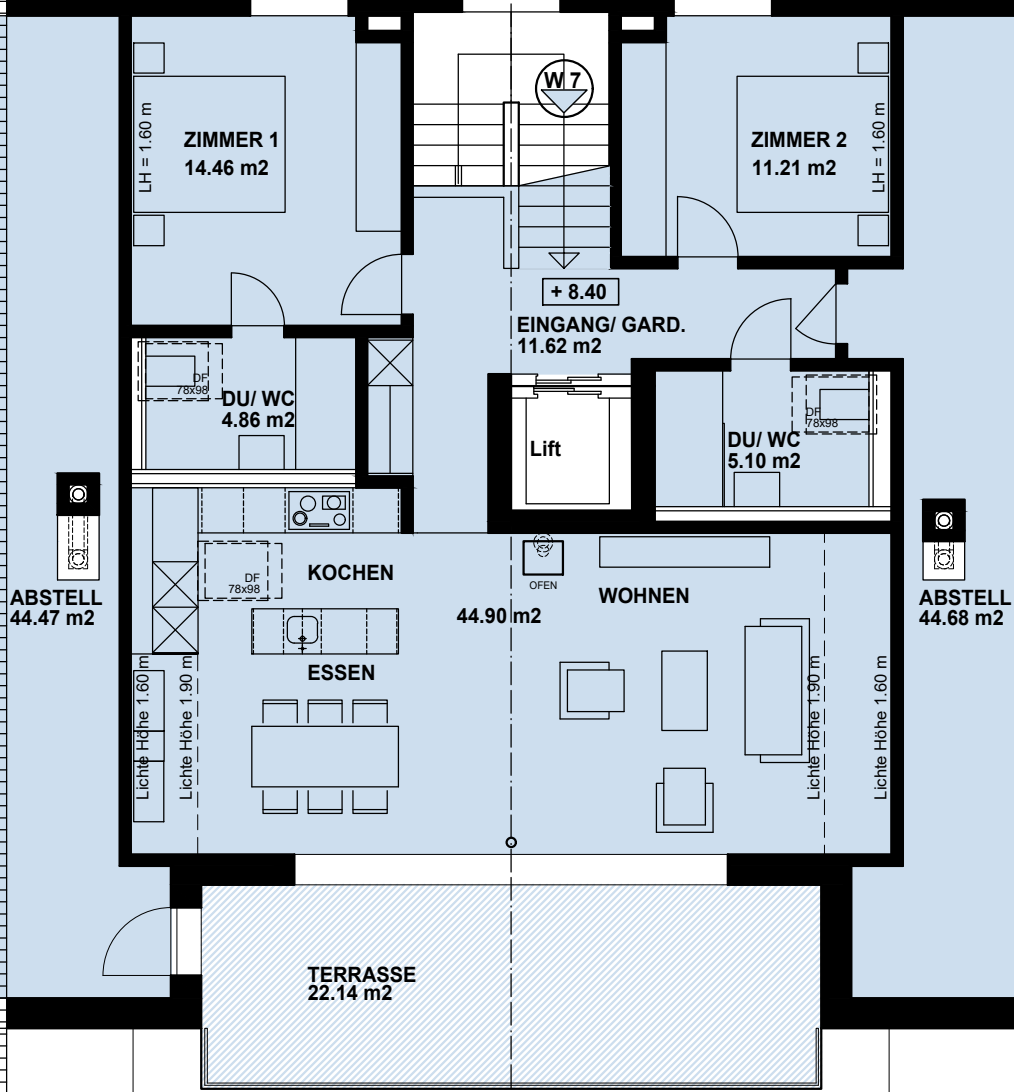 W 7
ZIMMER 1
14.46 m2
LH = 1.60 m
ZIMMER 2
11.21 m2
LH = 1.60 m
+ 8.40
EINGANG/ GARD.
11.62 m2
DF
78x98
DU/ WC
4.86 m2
Lift
DF
78x98
DU/ WC
5.10 m2
KOCHEN
DF
78x98
OFEN
WOHNEN
44.90 m2
ABSTELL
44.47 m2
ABSTELL
44.68 m2
ESSEN
Lichte Höhe 1.60 m
Lichte Höhe 1.90 m
Lichte Höhe 1.90 m
Lichte Höhe 1.60 m
TERRASSE
22.14 m2